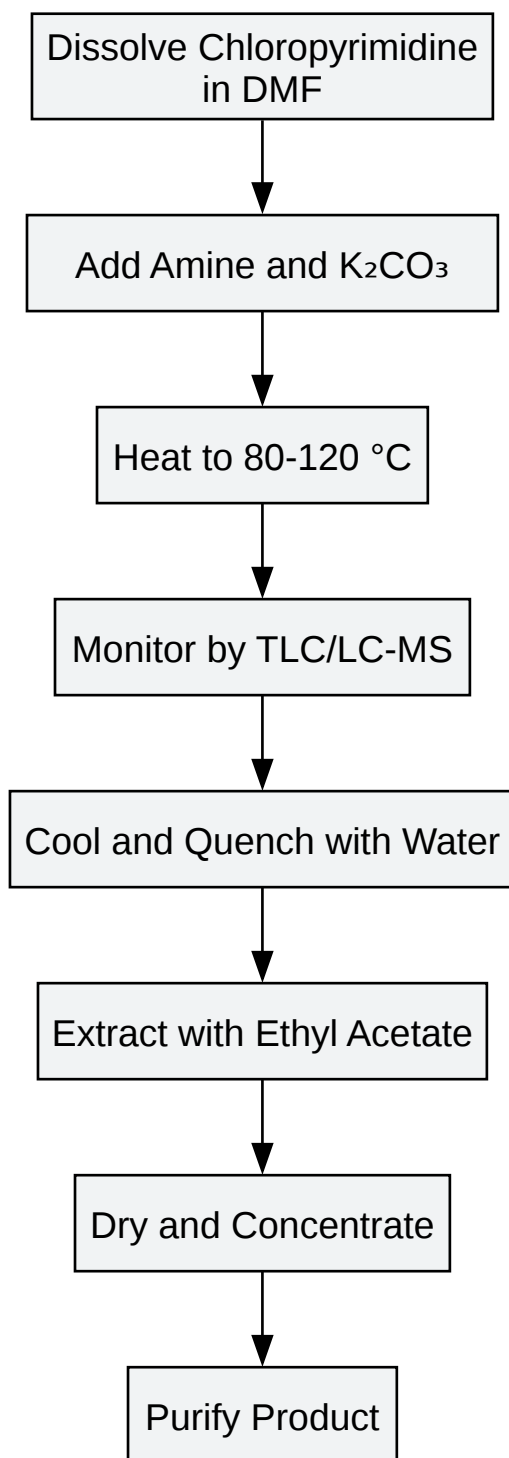 Dissolve Chloropyrimidine
in DMF
Add Amine and K₂CO₃
Heat to 80-120 °C
Monitor by TLC/LC-MS
Cool and Quench with Water
Extract with Ethyl Acetate
Dry and Concentrate
Purify Product